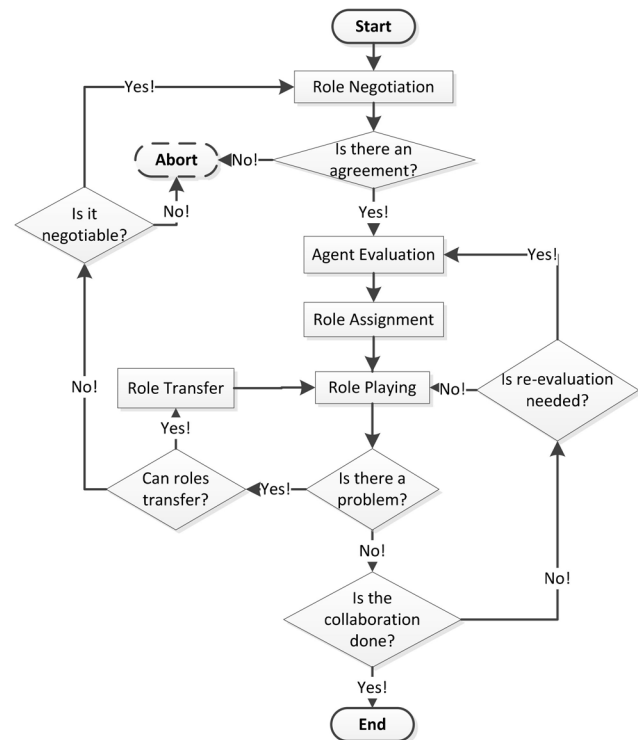 Start
Yes!
Role Negotiation
Abort
No!
Is there an
agreement?
Is it
negotiable?
No!
Yes!
Agent Evaluation
Yes!
Role Assignment
No!
Role Transfer
Role Playing
No!
Is re-evaluation
needed?
Yes!
Can roles
transfer?
Yes!
Is there a
problem?
No!
No!
Is the
collaboration
done?
Yes!
End